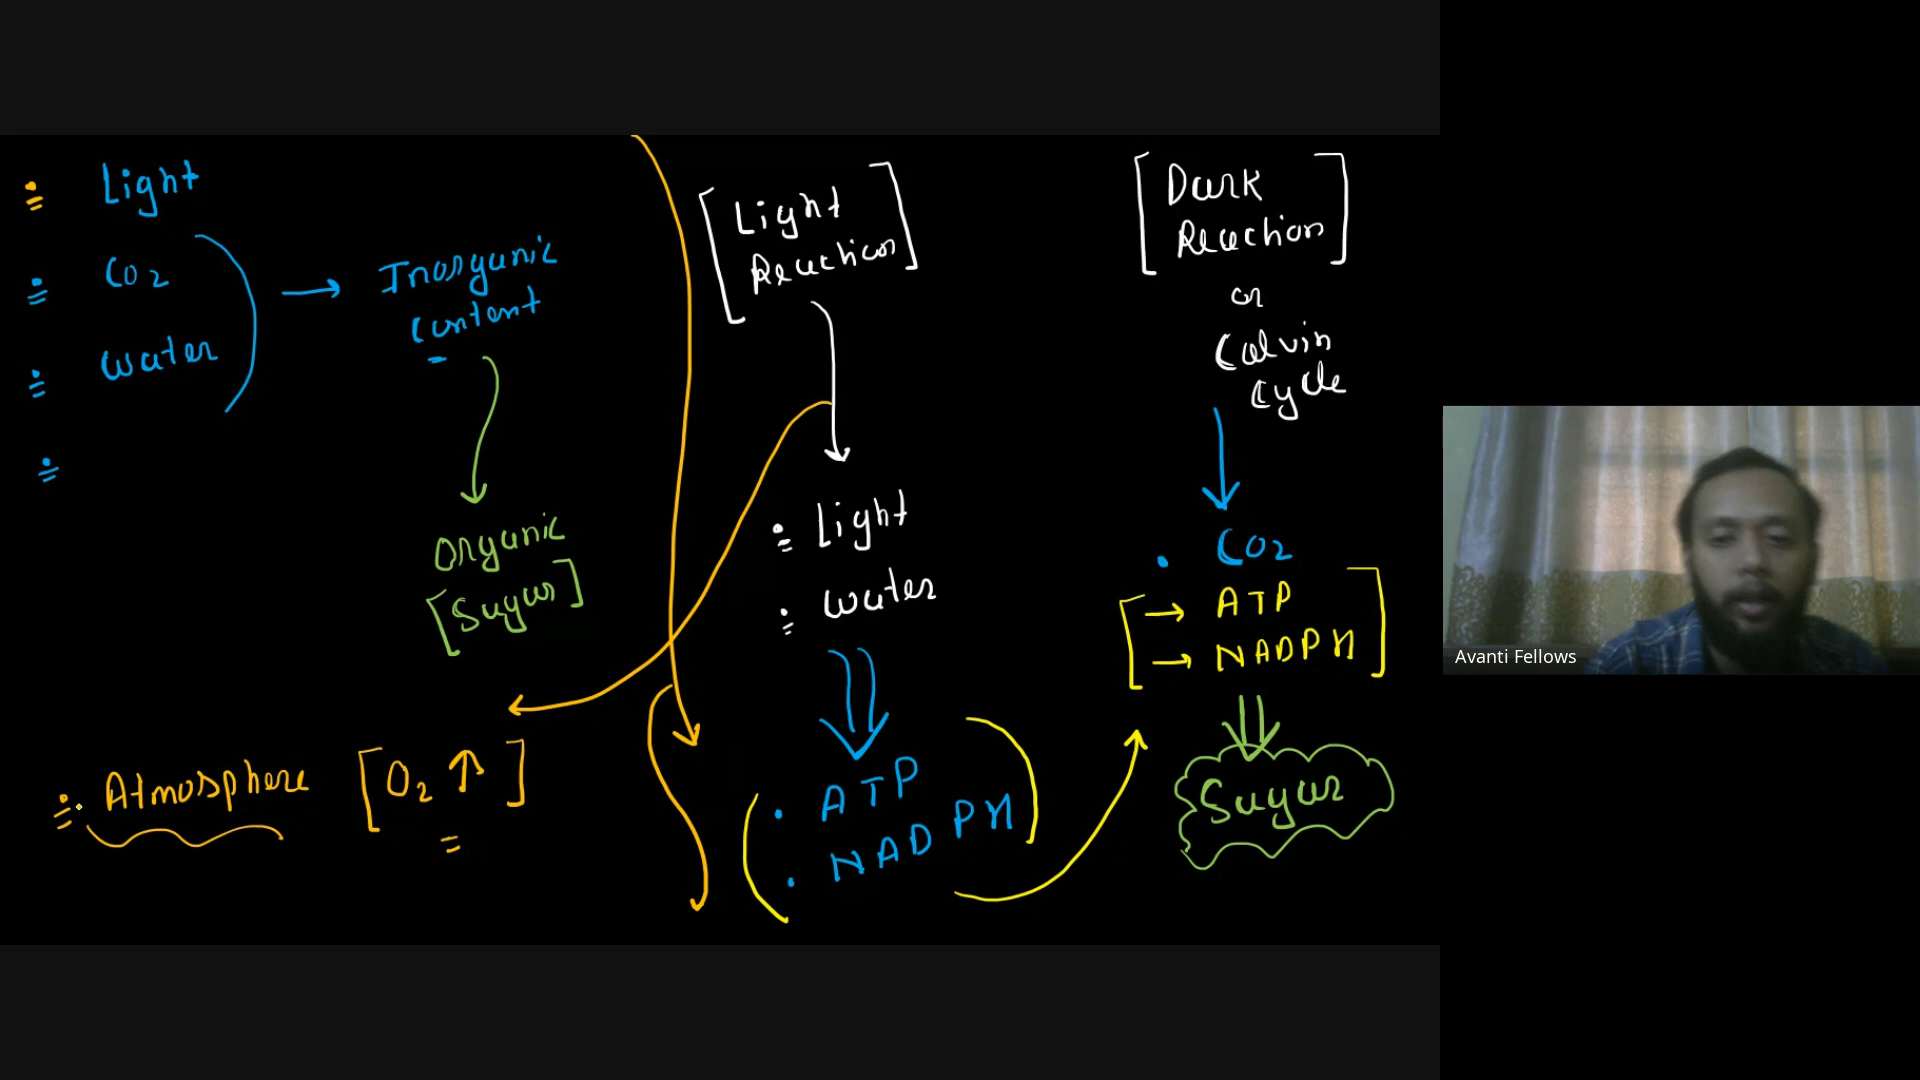 Light
CO2
water
Inorganic
content
Organic
[Sugar]
Atmosphere [O2 ↑]
[Light
Reaction]
Light
water
ATP
NADPH
[Dark
Reaction]
or
Calvin
cycle
CO2
→ ATP
→ NADPH
Sugar
Avanti Fellows